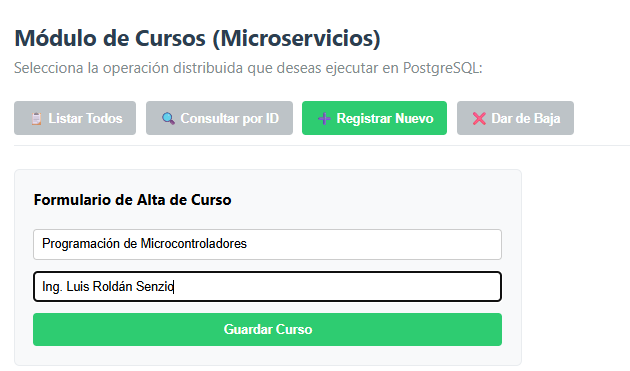 Módulo de Cursos (Microservicios)
Selecciona la operación distribuida que deseas ejecutar en PostgreSQL:
Listar Todos Consultar por ID Registrar Nuevo Dar de Baja
Formulario de Alta de Curso
Programación de Microcontroladores
Ing. Luis Roldán Senzio
Guardar Curso